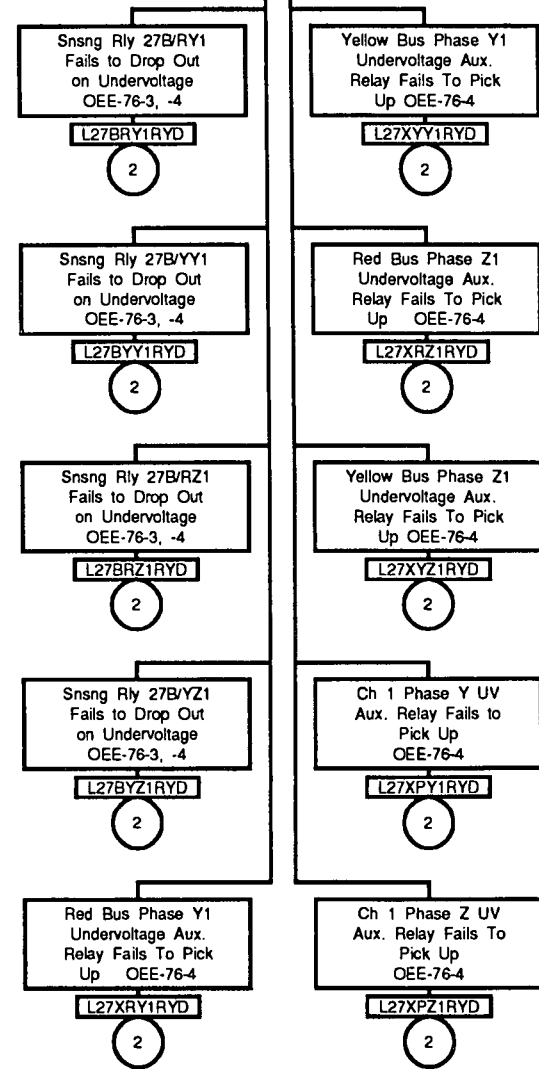 Snsng Rly 27B/RY1
Fails to Drop Out
on Undervoltage
OEE-76-3, -4
L27BRY1RYD
2
Yellow Bus Phase Y1
Undervoltage Aux.
Relay Fails To Pick
Up OEE-76-4
L27XYY1RYD
2
Snsng Rly 27B/YY1
Fails to Drop Out
on Undervoltage
OEE-76-3, -4
L27BYY1RYD
2
Red Bus Phase Z1
Undervoltage Aux.
Relay Fails To Pick
Up OEE-76-4
L27XRZ1RYD
2
Snsng Rly 27B/RZ1
Fails to Drop Out
on Undervoltage
OEE-76-3, -4
L27BRZ1RYD
2
Yellow Bus Phase Z1
Undervoltage Aux.
Relay Fails To Pick
Up OEE-76-4
L27XYZ1RYD
2
Snsng Rly 27B/YZ1
Fails to Drop Out
on Undervoltage
OEE-76-3, -4
L27BYZ1RYD
2
Ch 1 Phase Y UV
Aux. Relay Fails to
Pick Up
OEE-76-4
L27XPY1RYD
2
Red Bus Phase Y1
Undervoltage Aux.
Relay Fails To Pick
Up OEE-76-4
L27XRY1RYD
2
Ch 1 Phase Z UV
Aux. Relay Fails To
Pick Up
OEE-76-4
L27XPZ1RYD
2